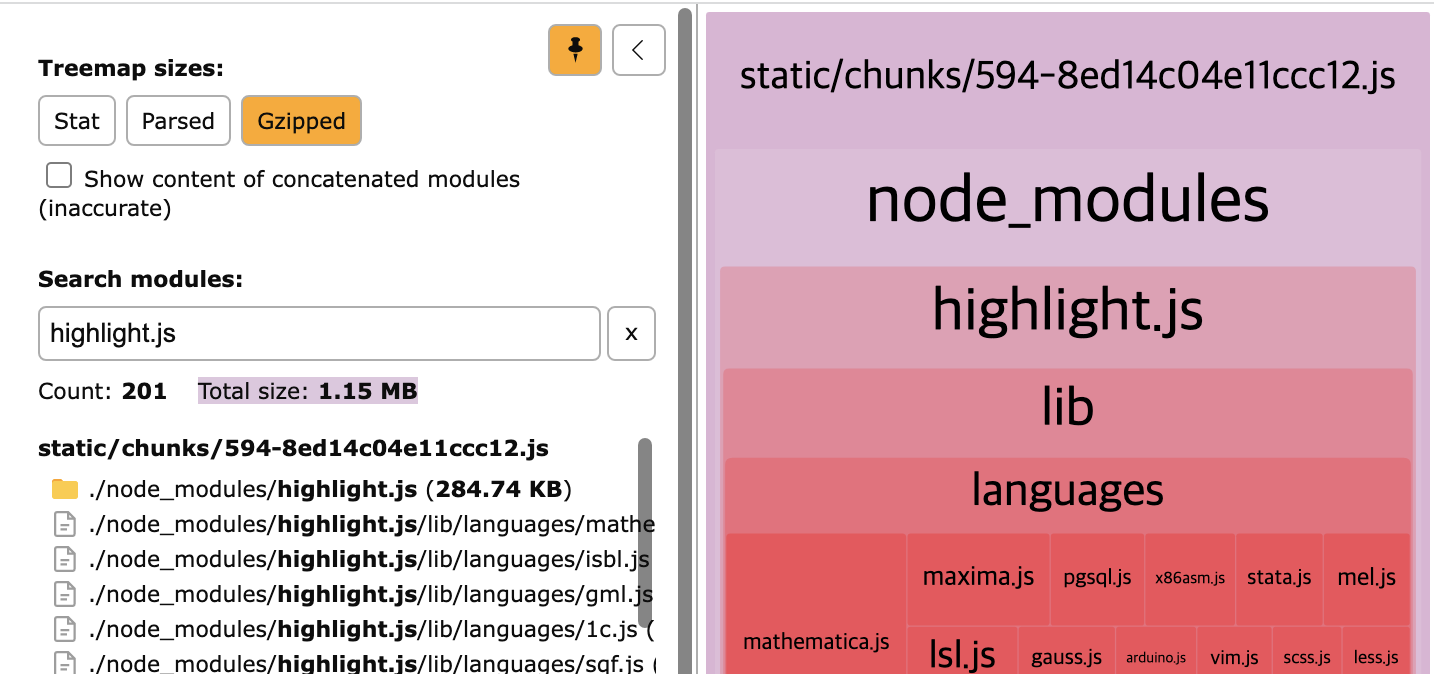 Treemap sizes:
Stat Parsed Gzipped
Show content of concatenated modules
(inaccurate)
Search modules:
highlight.js x
Count: 201 Total size: 1.15 MB
static/chunks/594-8ed14c04e11ccc12.js
./node_modules/highlight.js (284.74 KB)
./node_modules/highlight.js/lib/languages/mathe
./node_modules/highlight.js/lib/languages/isbl.js
./node_modules/highlight.js/lib/languages/gml.js
./node_modules/highlight.js/lib/languages/1c.js (
./node_modules/highlight.js/lib/languages/sqf.js (
static/chunks/594-8ed14c04e11ccc12.js
node_modules
highlight.js
lib
languages
maxima.js pgsql.js x86asm.js stata.js mel.js
mathematica.js
lsl.js gauss.js arduino.js vim.js scss.js less.js